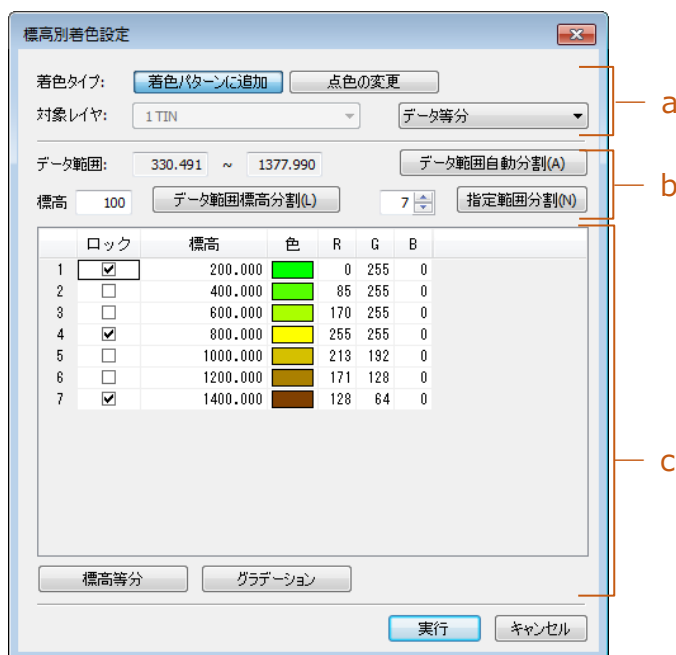 標高別着色設定
着色タイプ: 着色パターンに追加 点色の変更
対象レイヤ: 1 TIN データ等分
a
データ範囲: 330.491 ~ 1377.990 データ範囲自動分割(A)
b
標高 100 データ範囲標高分割(L) 7 指定範囲分割(N)
ロック 標高 色 R G B
1 200.000 0 255 0
2 400.000 85 255 0
3 600.000 170 255 0
4 800.000 255 255 0
5 1000.000 213 192 0
6 1200.000 171 128 0
7 1400.000 128 64 0
c
標高等分 グラデーション
実行 キャンセル